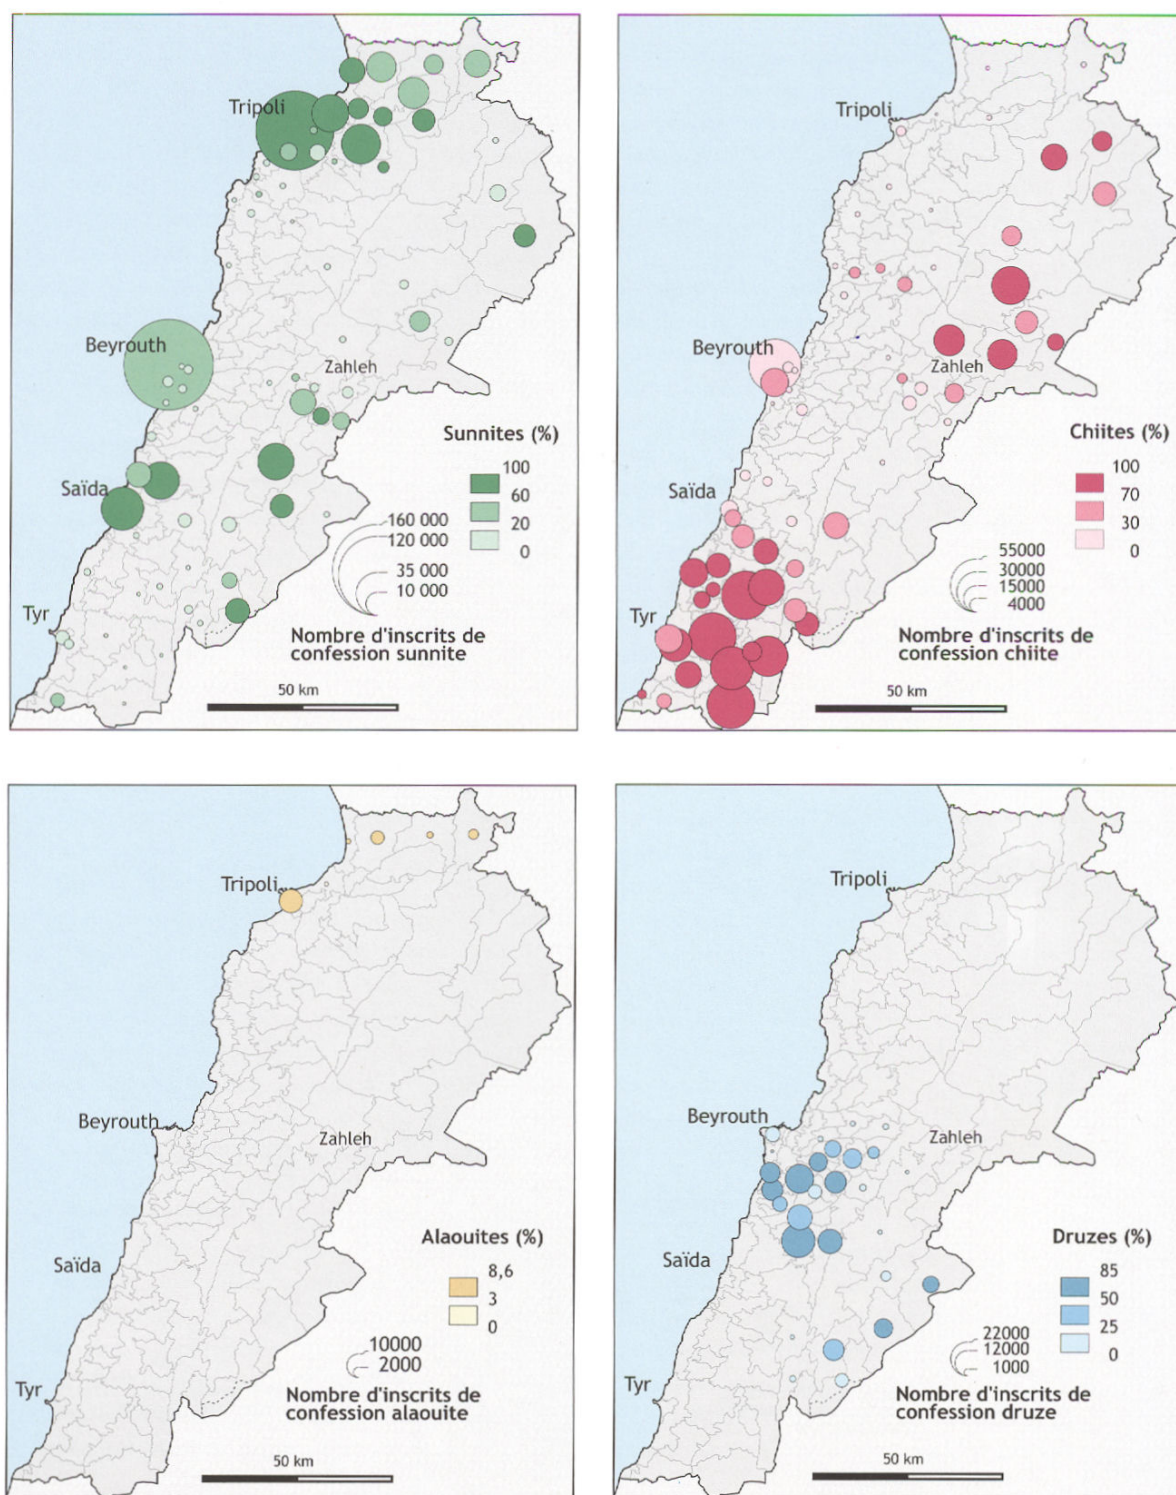 Tripoli
Beyrouth
Zahleh
Saïda
Tyr
Sunnites (%)
100
60
20
0
160 000
120 000
35 000
10 000
Nombre d'inscrits de
confession sunnite
50 km
Tripoli
Beyrouth
Zahleh
Saïda
Tyr
Chiites (%)
100
70
30
0
55000
30000
15000
4000
Nombre d'inscrits de
confession chiite
50 km
Tripoli
Beyrouth
Zahleh
Saïda
Tyr
Alaouites (%)
8,6
3
0
10000
2000
Nombre d'inscrits de
confession alaouite
50 km
Tripoli
Beyrouth
Zahleh
Saïda
Tyr
Druzes (%)
85
50
25
0
22000
12000
1000
Nombre d'inscrits de
confession druze
50 km